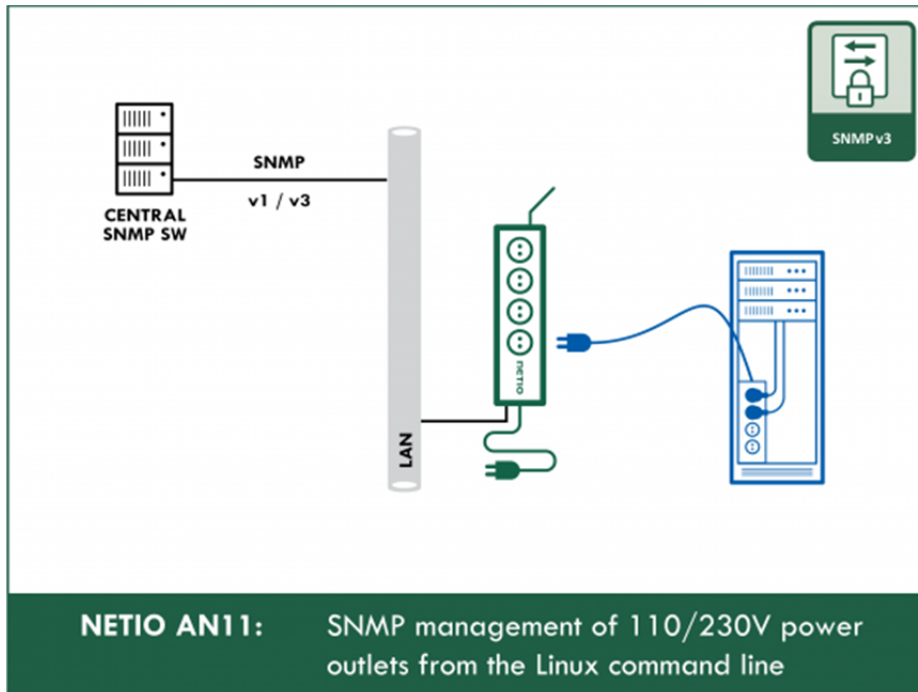 SNMP v3
SNMP
v1 / v3
CENTRAL
SNMP SW
LAN
NETIO
NETIO AN11: SNMP management of 110/230V power
outlets from the Linux command line